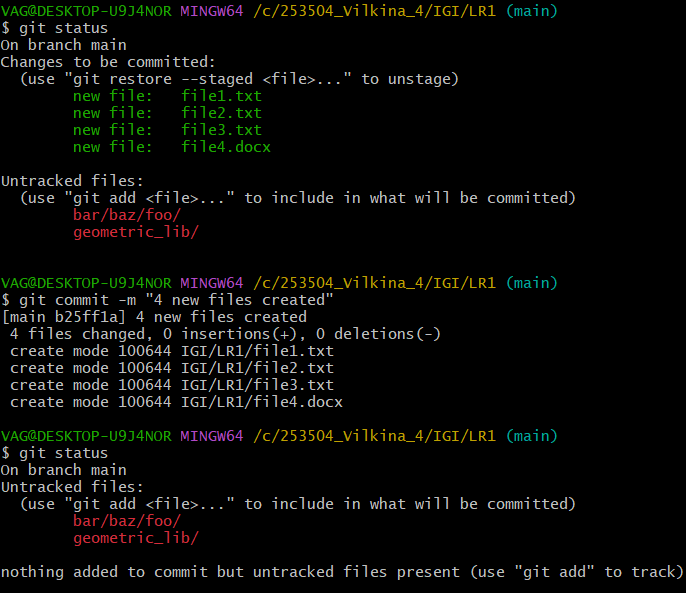 VAG@DESKTOP-U9J4NOR MINGW64 /c/253504_Vilkina_4/IGI/LR1 (main)
$ git status
On branch main
Changes to be committed:
  (use "git restore --staged <file>..." to unstage)
        new file:   file1.txt
        new file:   file2.txt
        new file:   file3.txt
        new file:   file4.docx

Untracked files:
  (use "git add <file>..." to include in what will be committed)
        bar/baz/foo/
        geometric_lib/

VAG@DESKTOP-U9J4NOR MINGW64 /c/253504_Vilkina_4/IGI/LR1 (main)
$ git commit -m "4 new files created"
[main b25ff1a] 4 new files created
 4 files changed, 0 insertions(+), 0 deletions(-)
 create mode 100644 IGI/LR1/file1.txt
 create mode 100644 IGI/LR1/file2.txt
 create mode 100644 IGI/LR1/file3.txt
 create mode 100644 IGI/LR1/file4.docx

VAG@DESKTOP-U9J4NOR MINGW64 /c/253504_Vilkina_4/IGI/LR1 (main)
$ git status
On branch main
Untracked files:
  (use "git add <file>..." to include in what will be committed)
        bar/baz/foo/
        geometric_lib/

nothing added to commit but untracked files present (use "git add" to track)